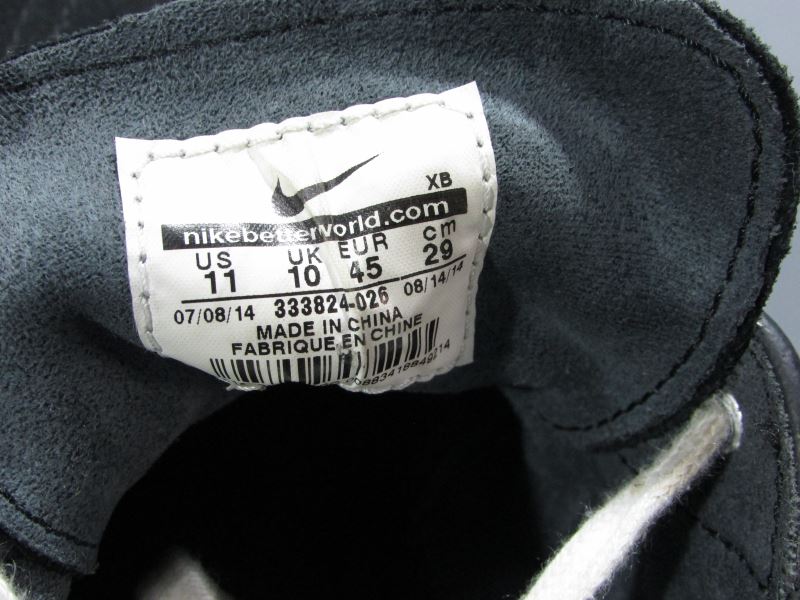 XB
nikebetterworld.com
US UK EUR cm
11 10 45 29
07/08/14 333824-026 08/14/14
MADE IN CHINA
FABRIQUE EN CHINE